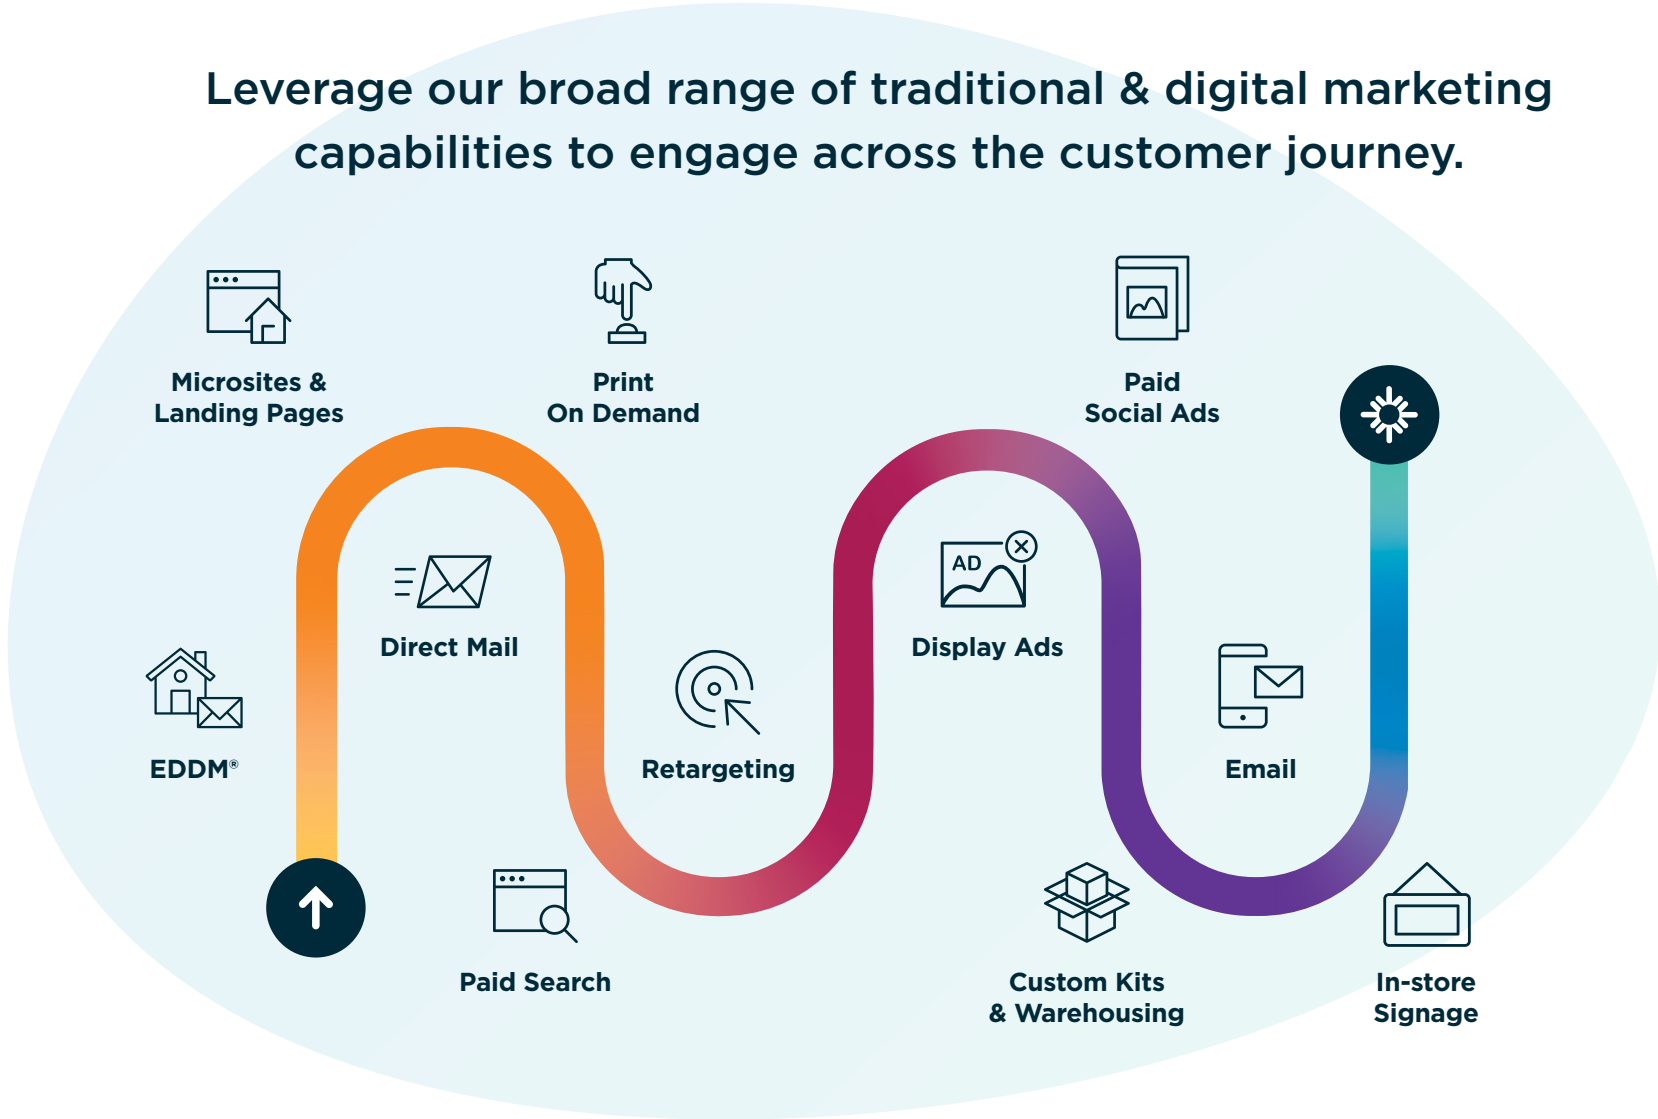 Leverage our broad range of traditional & digital marketing
capabilities to engage across the customer journey.
Microsites &
Landing Pages
Print
On Demand
Paid
Social Ads
AD
Direct Mail
Display Ads
EDDM®
Retargeting
Email
Paid Search
Custom Kits
& Warehousing
In-store
Signage